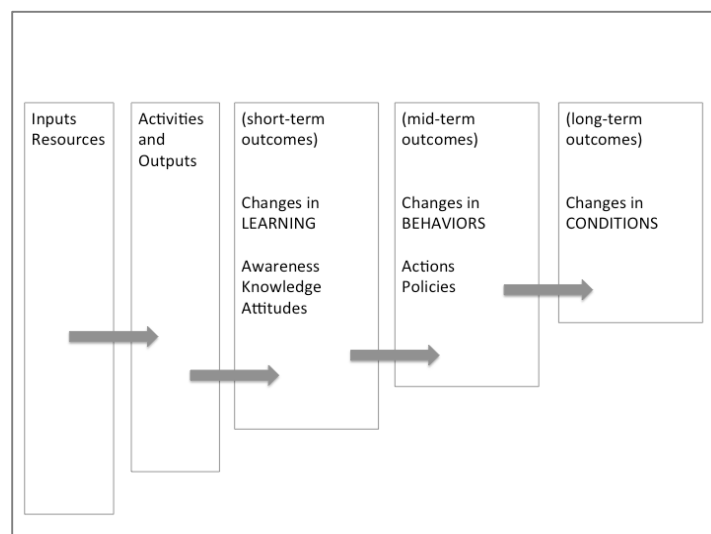 Inputs
Resources
Activities
and
Outputs
(short-term
outcomes)
Changes in
LEARNING
Awareness
Knowledge
Attitudes
(mid-term
outcomes)
Changes in
BEHAVIORS
Actions
Policies
(long-term
outcomes)
Changes in
CONDITIONS